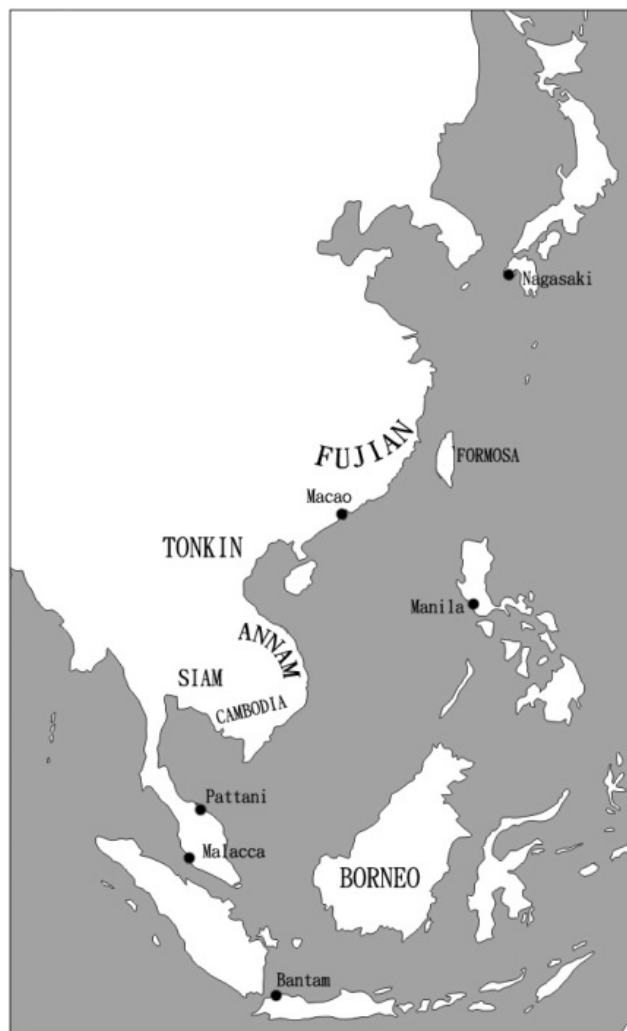 Nagasaki
FUJIAN
FORMOSA
Macao
TONKIN
Manila
ANNAM
SIAM
CAMBODIA
Pattani
Malacca
BORNEO
Bantam